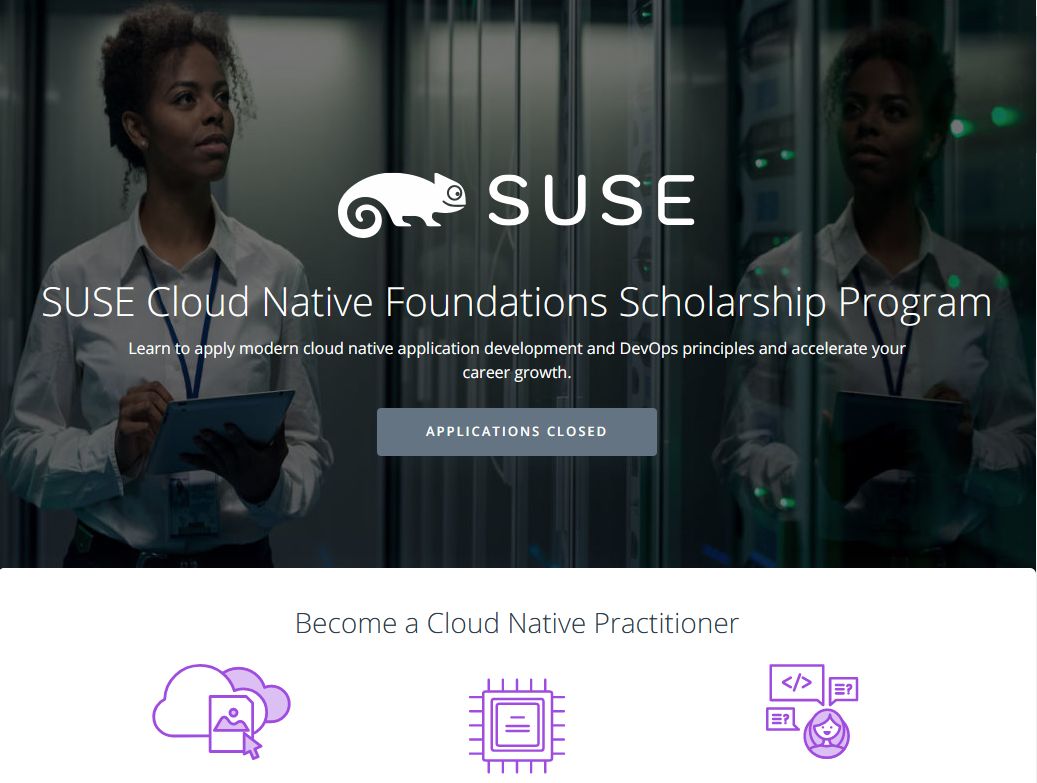 SUSE
SUSE Cloud Native Foundations Scholarship Program
Learn to apply modern cloud native application development and DevOps principles and accelerate your
career growth.
APPLICATIONS CLOSED
Become a Cloud Native Practitioner
</>
≡?
≡?